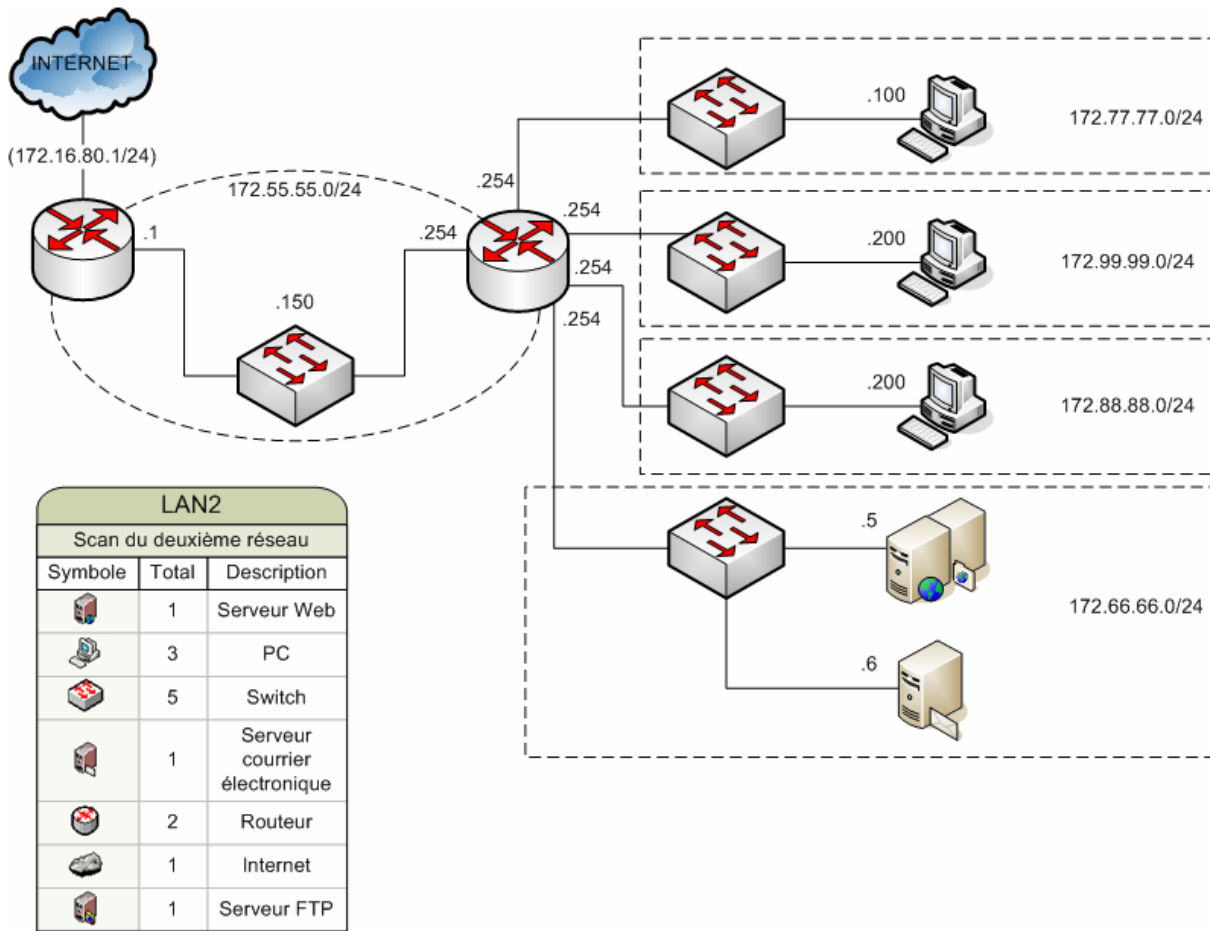 INTERNET
(172.16.80.1/24)
172.55.55.0/24
.1
.254
.150
.254
.254
.254
.254
.100
172.77.77.0/24
.200
172.99.99.0/24
.200
172.88.88.0/24
.5
172.66.66.0/24
.6
LAN2
Scan du deuxième réseau
Symbole Total Description
1 Serveur Web
3 PC
5 Switch
1 Serveur
courrier
électronique
2 Routeur
1 Internet
1 Serveur FTP